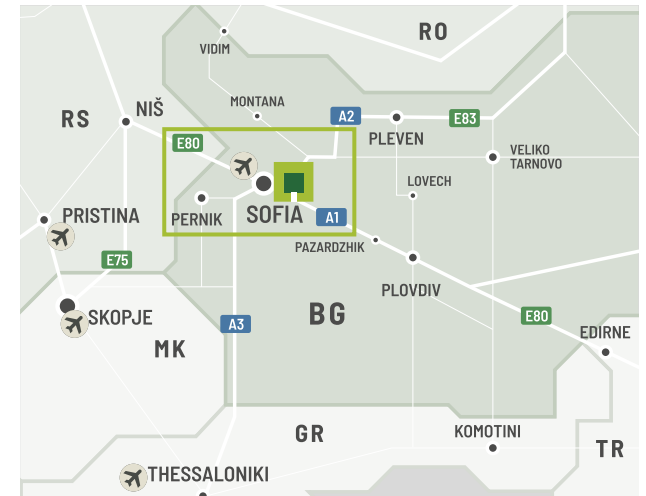 RO
VIDIM
MONTANA
NIŠ
RS
A2
E83
PLEVEN
E80
VELIKO
TARNOVO
LOVECH
PRISTINA
PERNIK
SOFIA
A1
PAZARDZHIK
E75
PLOVDIV
SKOPJE
A3
BG
E80
EDIRNE
MK
GR
KOMOTINI
TR
THESSALONIKI